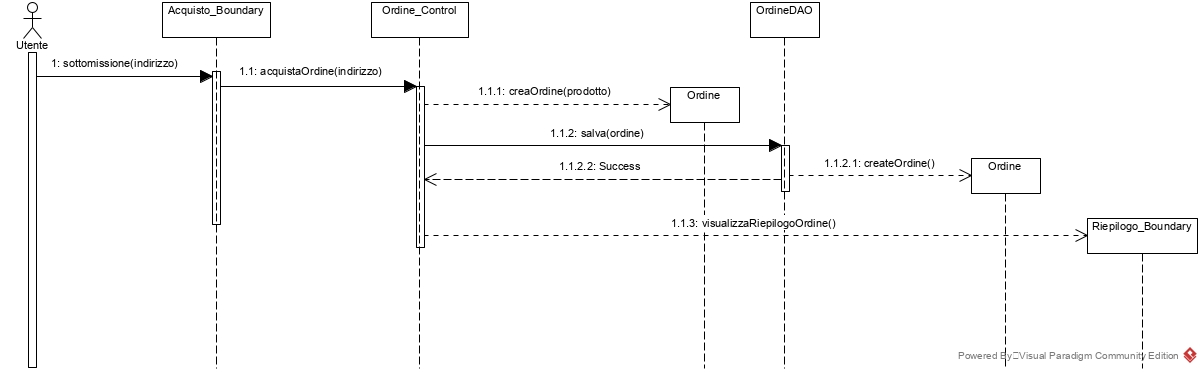 Acquisto_Boundary
Ordine_Control
OrdineDAO
Utente
1: sottomissione(indirizzo)
1.1: acquistaOrdine(indirizzo)
1.1.1: creaOrdine(prodotto)
Ordine
1.1.2: salva(ordine)
1.1.2.2: Success
1.1.2.1: createOrdine()
Ordine
1.1.3: visualizzaRiepilogoOrdine()
Riepilogo_Boundary
Powered By Visual Paradigm Community Edition